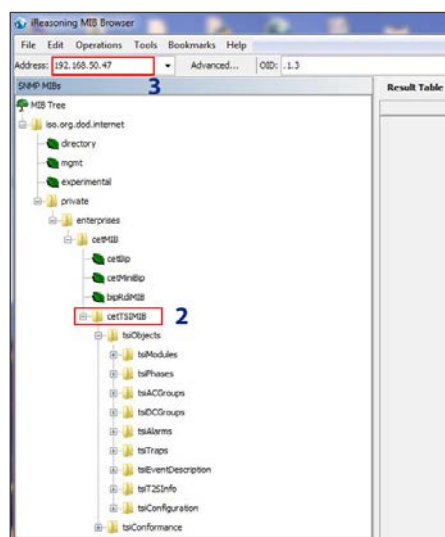 iReasoning MIB Browser
File Edit Operations Tools Bookmarks Help
Address: 192.168.50.47 Advanced... OID: .1.3
3
SNMP MIBs
Result Table
MIB Tree
iso.org.dod.internet
directory
mgmt
experimental
private
enterprises
cetMIB
cetBip
cetMiniBip
bipRdiMIB
cetTSIMIB 2
tsiObjects
tsiModules
tsiPhases
tsiACGroups
tsiDCGroups
tsiAlarms
tsiTraps
tsiEventDescription
tsiT2SInfo
tsiConfiguration
tsiConformance